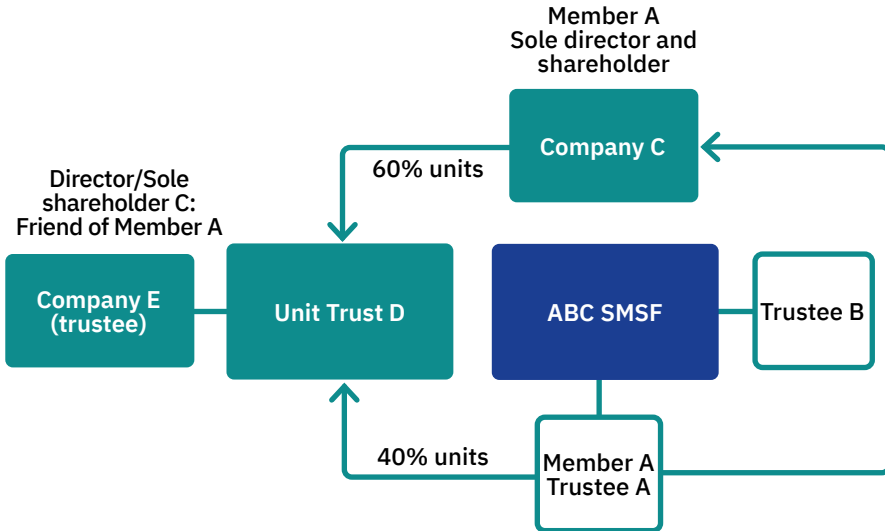 Member A
Sole director and
shareholder
Company C
60% units
Director/Sole
shareholder C:
Friend of Member A
Company E
(trustee)
Unit Trust D
ABC SMSF
Trustee B
40% units
Member A
Trustee A